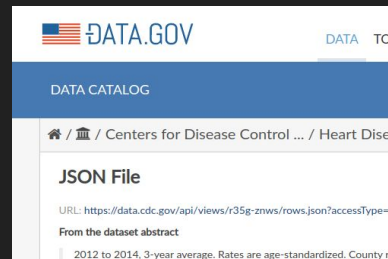 DATA.GOV
DATA
DATA CATALOG
/ / Centers for Disease Control ... / Heart Dise
JSON File
URL: https://data.cdc.gov/api/views/r35g-znws/rows.json?accessType=
From the dataset abstract
2012 to 2014, 3-year average. Rates are age-standardized. County r